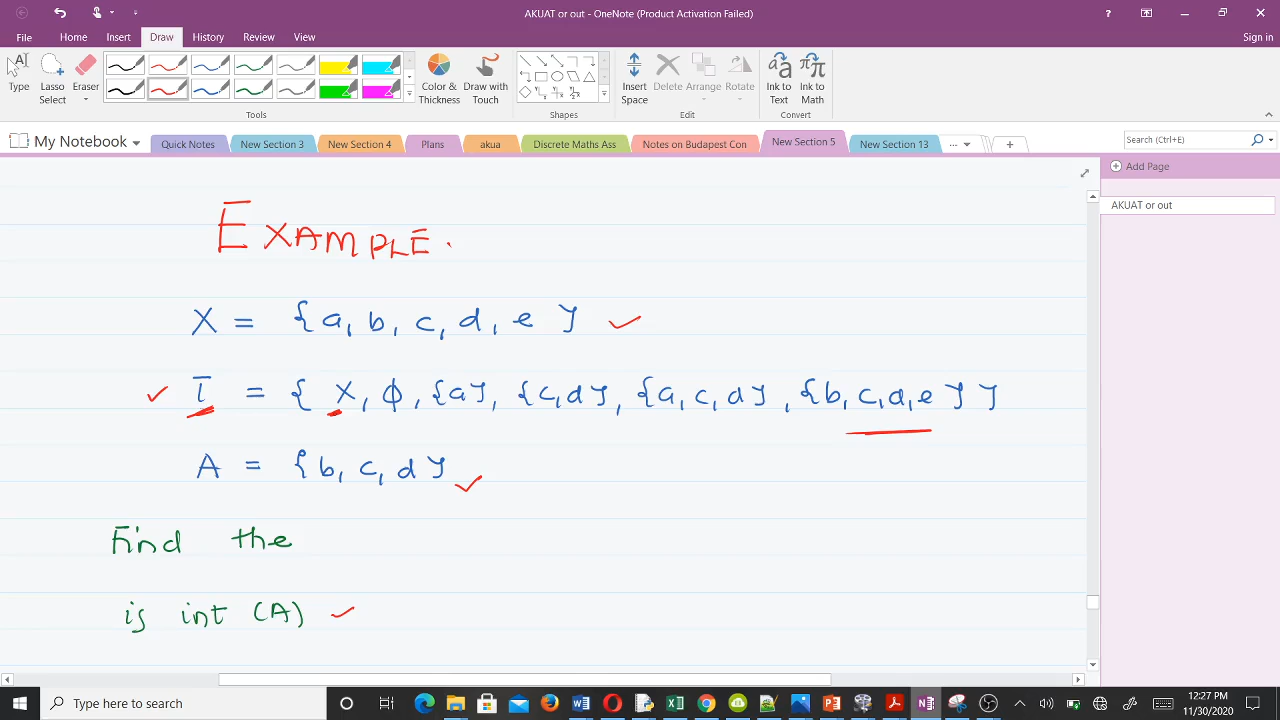 AKUAT or out - OneNote (Product Activation Failed)
File Home Insert Draw History Review View Sign in
Type Lasso Select Eraser Color & Thickness Draw with Touch Insert Space Delete Arrange Rotate Ink to Text Ink to Math
Tools Shapes Edit Convert
My Notebook Quick Notes New Section 3 New Section 4 Plans akua Discrete Maths Ass Notes on Budapest Con New Section 5 New Section 13 ... Search (Ctrl+E)
Add Page
AKUAT or out
EXAMPLE.
X = {a, b, c, d, e}
τ = { X, ϕ, {a}, {c, d}, {a, c, d}, {b, c, d, e} }
A = {b, c, d}
Find the
is int (A)
Type here to search
12:27 PM
11/30/2020